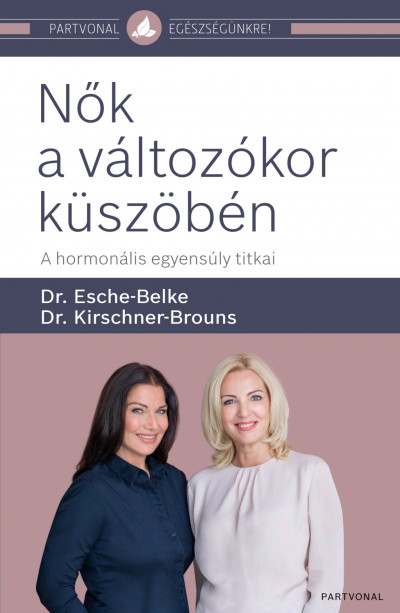 PARTVONAL EGÉSZSÉGÜNKRE!
Nők
a változókor
küszöbén
A hormonális egyensúly titkai
Dr. Esche-Belke
Dr. Kirschner-Brouns
PARTVONAL